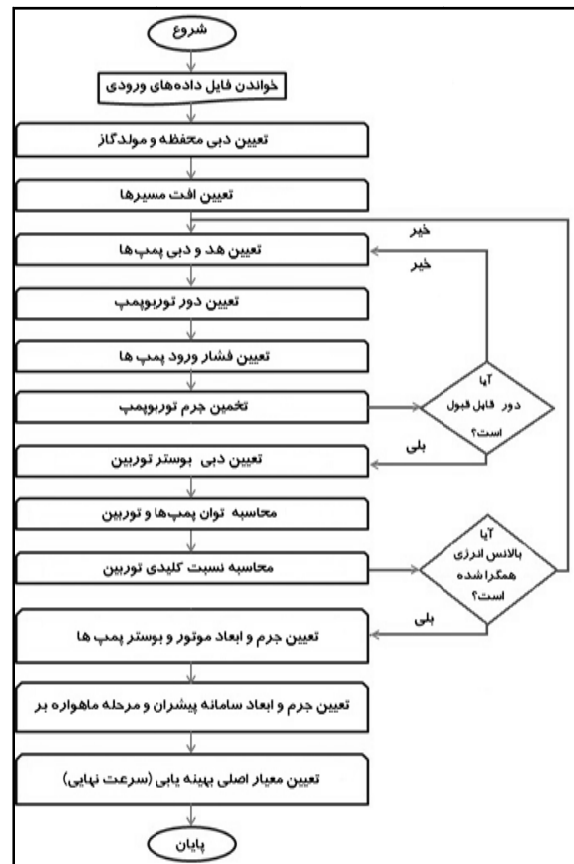 شروع
خواندن فایل داده‌های ورودی
تعیین دبی محفظه و مولدگاز
تعیین افت مسیرها
خیر
تعیین هد و دبی پمپ‌ها
خیر
تعیین دور توربوپمپ
تعیین فشار ورود پمپ ها
آیا
دور قابل قبول
است؟
تخمین جرم توربوپمپ
بلی
تعیین دبی بوستر توربین
محاسبه توان پمپ‌ها و توربین
آیا
بالانس انرژی
همگرا شده
است؟
محاسبه نسبت کلیدی توربین
بلی
تعیین جرم و ابعاد موتور و بوستر پمپ ها
تعیین جرم و ابعاد سامانه پیشران و مرحله ماهواره بر
تعیین معیار اصلی بهینه یابی (سرعت نهایی)
پایان